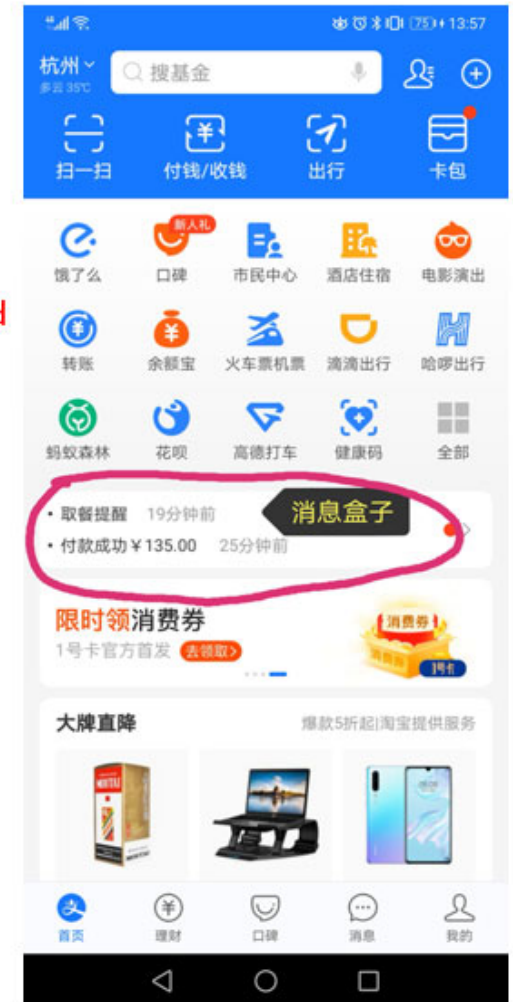 75 13:57
杭州
多云 35℃
搜基金
扫一扫 付钱/收钱 出行 卡包
新人礼
饿了么 口碑 市民中心 酒店住宿 电影演出
d
转账 余额宝 火车票机票 滴滴出行 哈啰出行
蚂蚁森林 花呗 高德打车 健康码 全部
· 取餐提醒 19分钟前
消息盒子
· 付款成功¥135.00 25分钟前
限时领消费券
1号卡官方首发 去领取>
消费券
1号卡
大牌直降 爆款5折起|淘宝提供服务
首页 理财 口碑 消息 我的